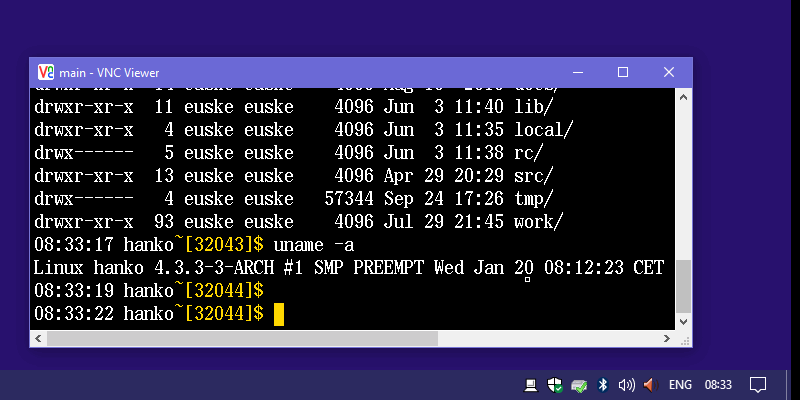 main - VNC Viewer
drwxr-xr-x 11 euske euske 4096 Jun 3 11:40 lib/
drwxr-xr-x 4 euske euske 4096 Jun 3 11:35 local/
drwx------ 5 euske euske 4096 Jun 3 11:38 rc/
drwxr-xr-x 13 euske euske 4096 Apr 29 20:29 src/
drwx------ 4 euske euske 57344 Sep 24 17:26 tmp/
drwxr-xr-x 93 euske euske 4096 Jul 29 21:45 work/
08:33:17 hanko~[32043]$ uname -a
Linux hanko 4.3.3-3-ARCH #1 SMP PREEMPT Wed Jan 20 08:12:23 CET
08:33:19 hanko~[32044]$
08:33:22 hanko~[32044]$
ENG 08:33